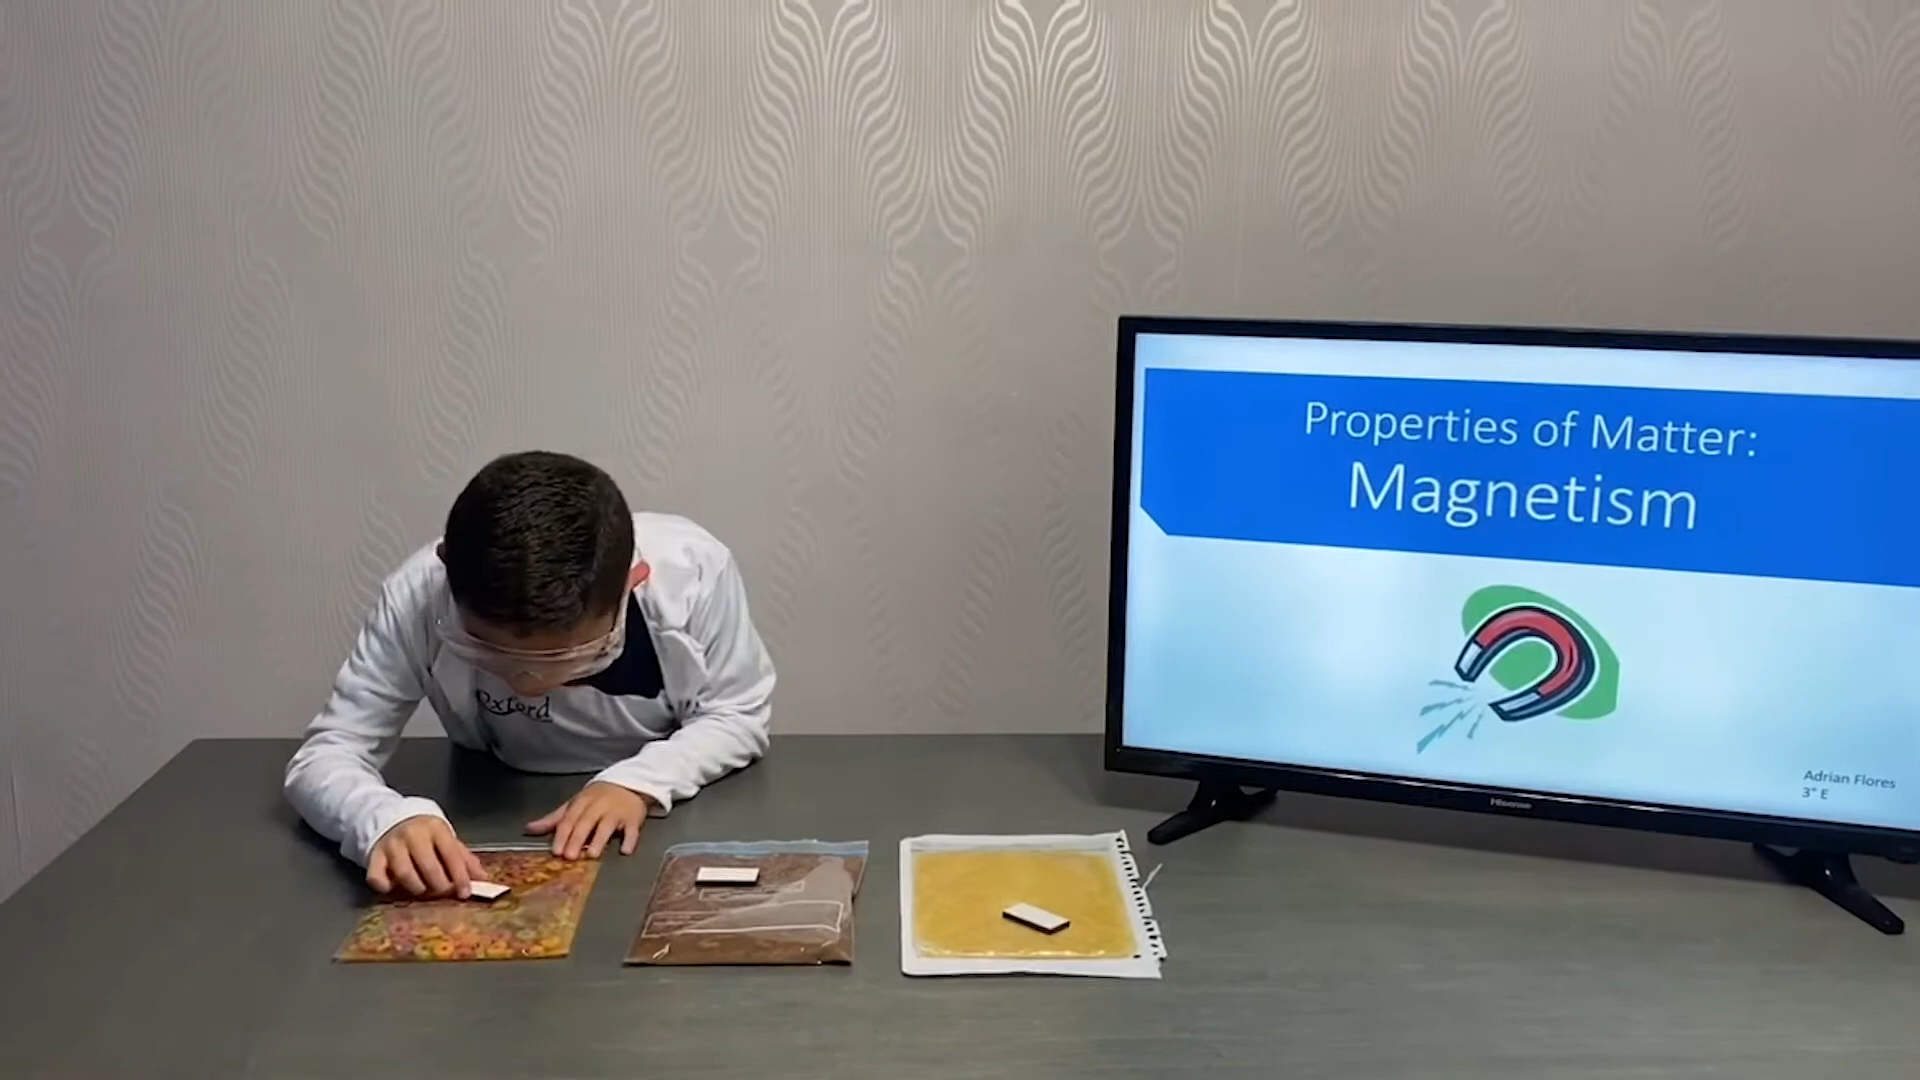 Properties of Matter:
Magnetism
Adrian Flores
3° E
Hisense
Oxford